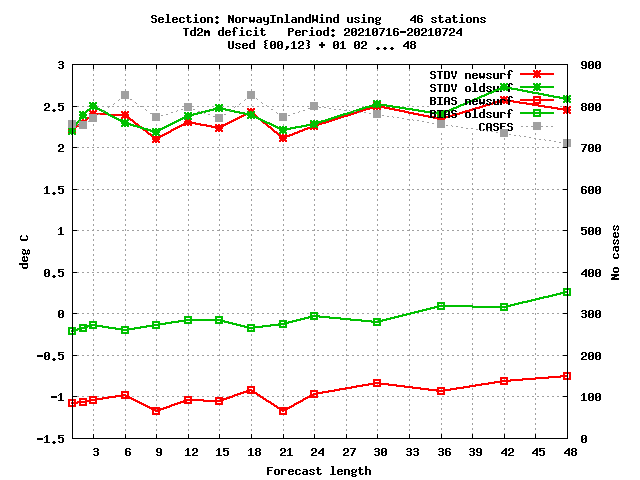 Selection: NorwayInlandWind using    46 stations
Td2m deficit   Period: 20210716-20210724
Used {00,12} + 01 02 ... 48
3
2.5
2
1.5
1
0.5
0
-0.5
-1
-1.5
deg C
900
800
700
600
500
400
300
200
100
0
No cases
STDV newsurf
STDV oldsurf
BIAS newsurf
BIAS oldsurf
CASES
3 6 9 12 15 18 21 24 27 30 33 36 39 42 45 48
Forecast length